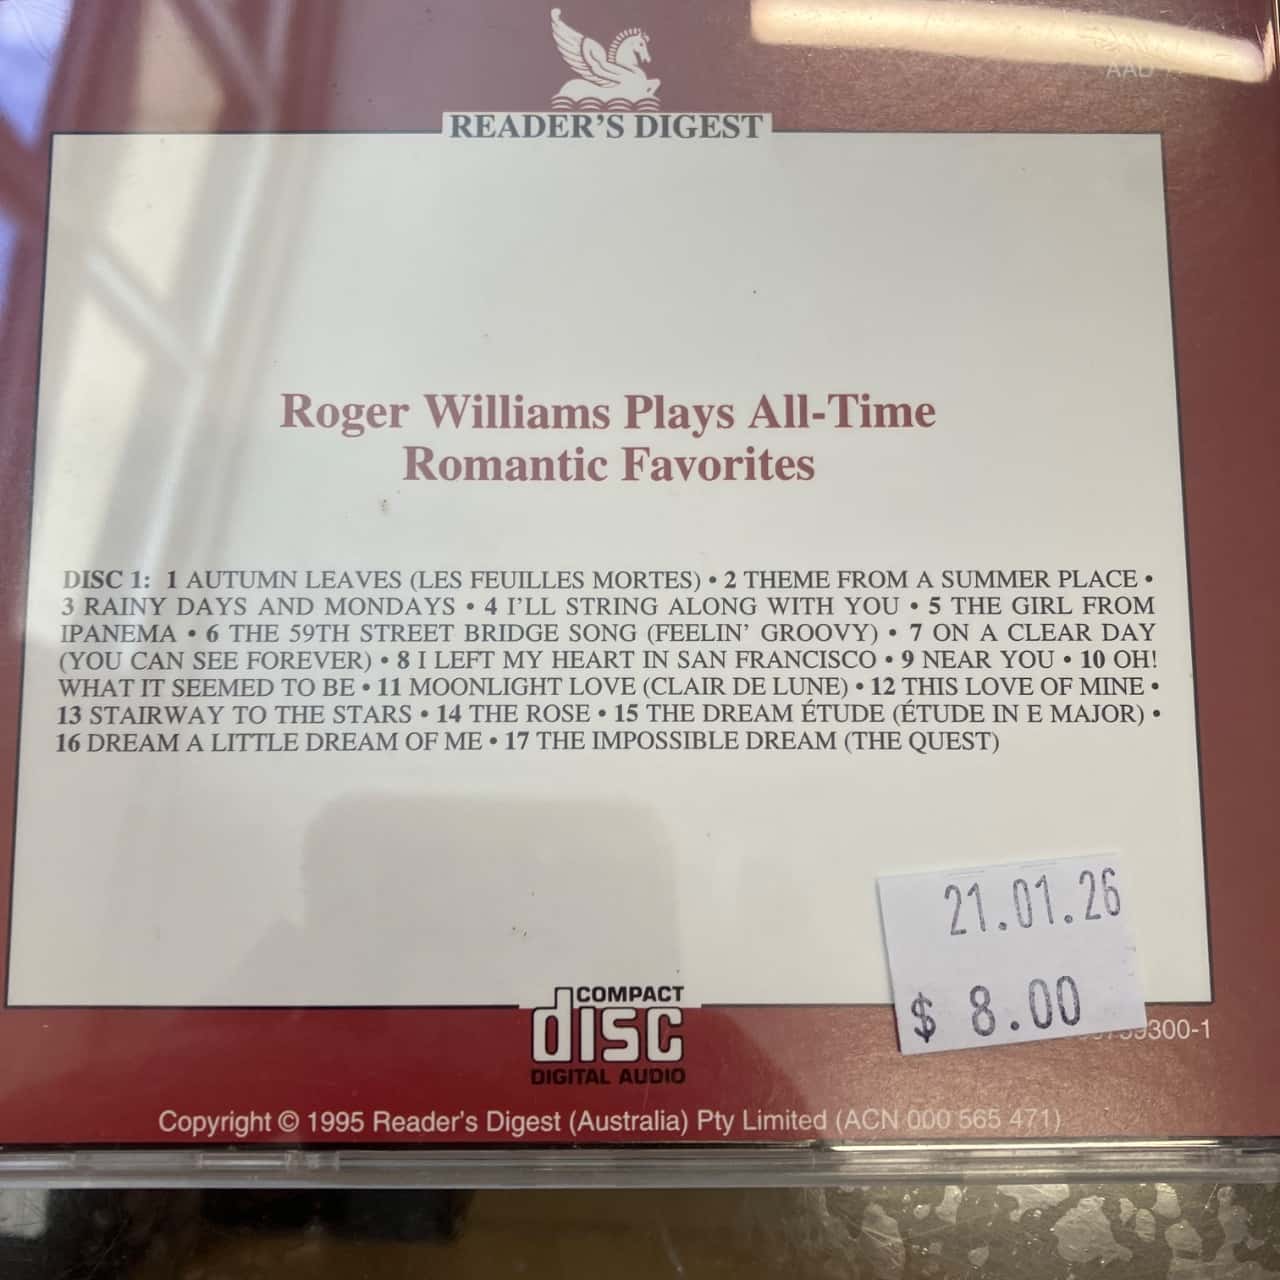 AAD
READER'S DIGEST
Roger Williams Plays All-Time
Romantic Favorites
DISC 1: 1 AUTUMN LEAVES (LES FEUILLES MORTES) • 2 THEME FROM A SUMMER PLACE •
3 RAINY DAYS AND MONDAYS • 4 I'LL STRING ALONG WITH YOU • 5 THE GIRL FROM
IPANEMA • 6 THE 59TH STREET BRIDGE SONG (FEELIN' GROOVY) • 7 ON A CLEAR DAY
(YOU CAN SEE FOREVER) • 8 I LEFT MY HEART IN SAN FRANCISCO • 9 NEAR YOU • 10 OH!
WHAT IT SEEMED TO BE • 11 MOONLIGHT LOVE (CLAIR DE LUNE) • 12 THIS LOVE OF MINE •
13 STAIRWAY TO THE STARS • 14 THE ROSE • 15 THE DREAM ÉTUDE (ÉTUDE IN E MAJOR) •
16 DREAM A LITTLE DREAM OF ME • 17 THE IMPOSSIBLE DREAM (THE QUEST)
21.01.26
$ 8.00
COMPACT
disc
DIGITAL AUDIO
Copyright © 1995 Reader's Digest (Australia) Pty Limited (ACN 000 565 471)